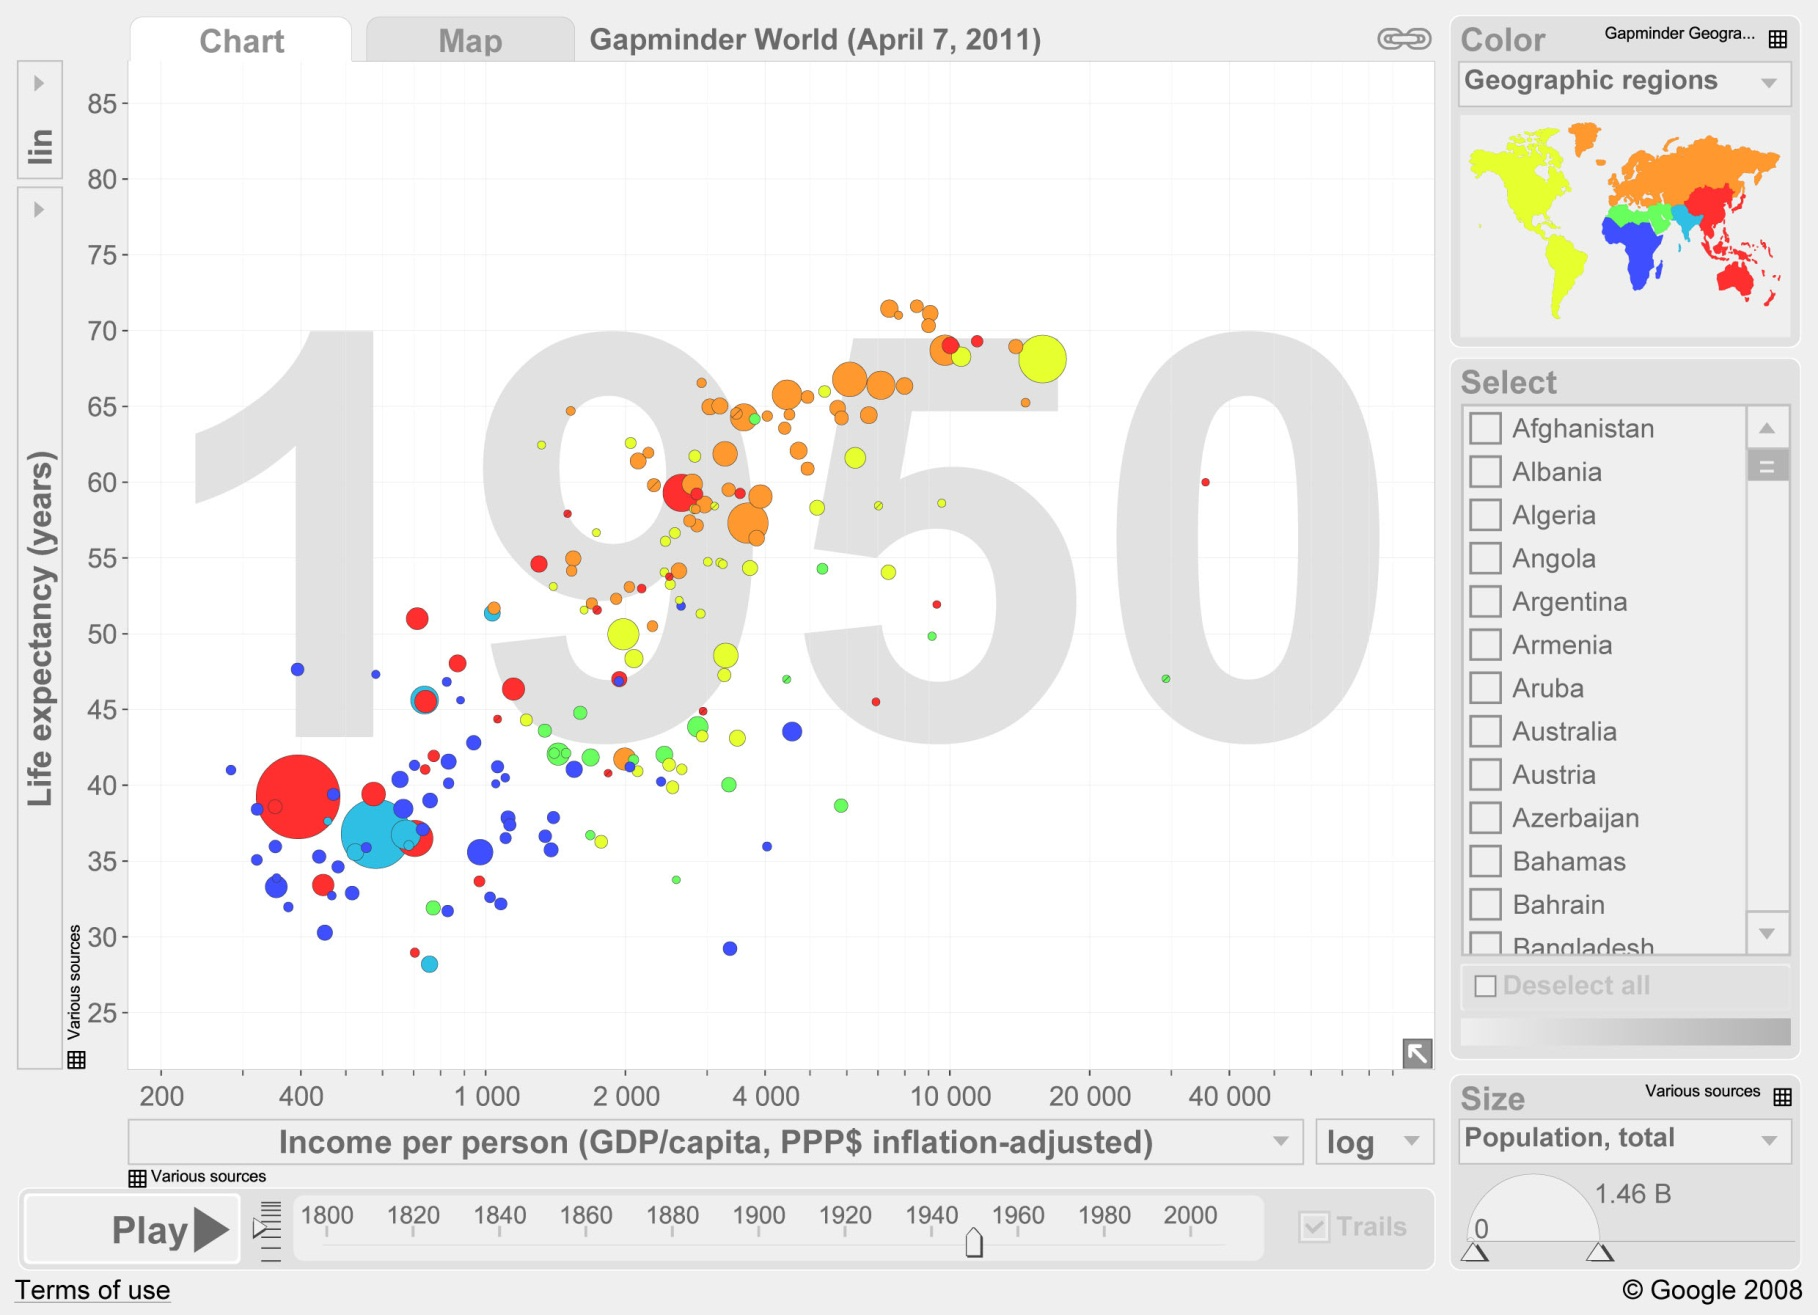 Chart
Map
Gapminder World (April 7, 2011)
lin
Life expectancy (years)
Various sources
85
80
75
70
65
60
55
50
45
40
35
30
25
1950
200
400
1 000
2 000
4 000
10 000
20 000
40 000
Income per person (GDP/capita, PPP$ inflation-adjusted)
log
Various sources
Play
1800
1820
1840
1860
1880
1900
1920
1940
1960
1980
2000
Trails
Terms of use
Color
Gapminder Geogra...
Geographic regions
Select
Afghanistan
Albania
Algeria
Angola
Argentina
Armenia
Aruba
Australia
Austria
Azerbaijan
Bahamas
Bahrain
Bangladesh
Deselect all
Size
Various sources
Population, total
1.46 B
0
© Google 2008